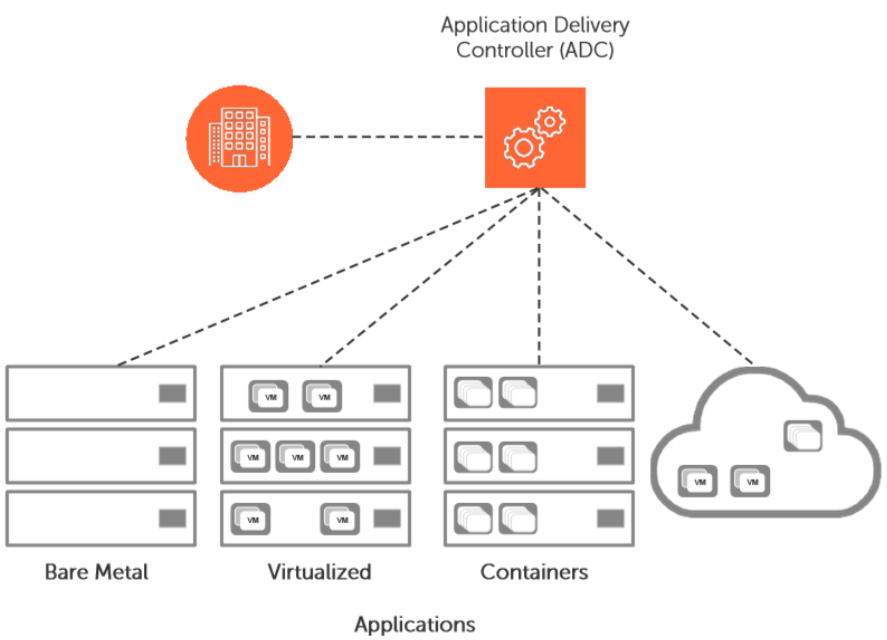 Application Delivery
Controller (ADC)
VM VM
VM VM VM
VM VM
VM VM
Bare Metal Virtualized Containers
Applications